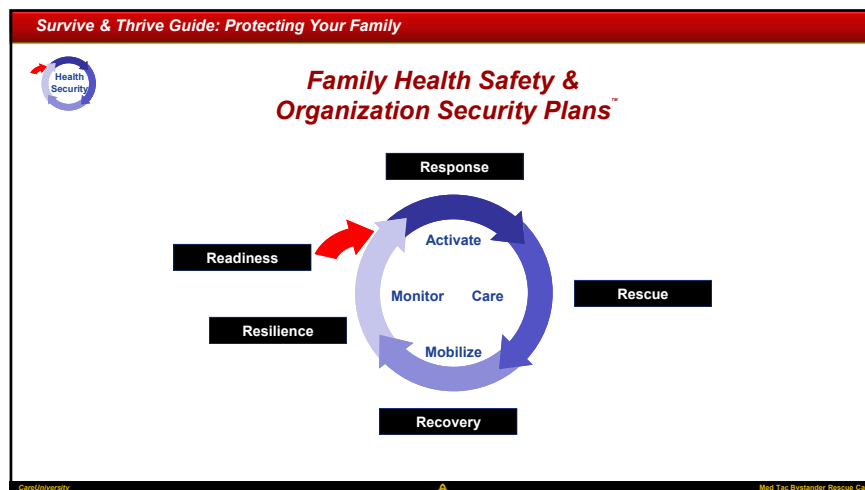 Survive & Thrive Guide: Protecting Your Family
Health
Security
Family Health Safety &
Organization Security Plans™
Response
Activate
Readiness
Monitor
Care
Rescue
Resilience
Mobilize
Recovery
CareUniversity
Med Tac Bystander Rescue Ca